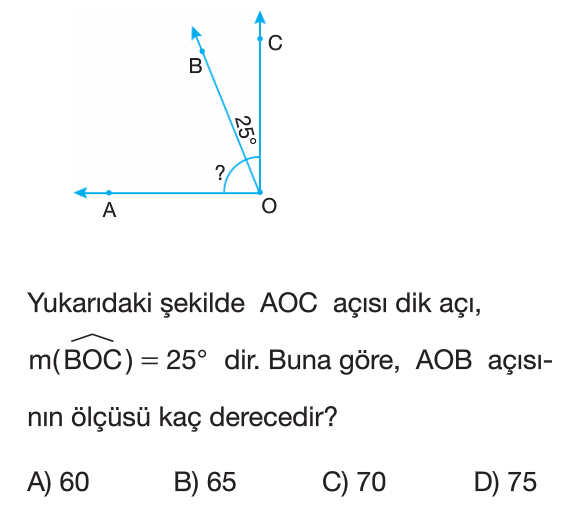 C
B
25°
?
A
O
Yukarıdaki şekilde AOC açısı dik açı,
m(BOC) = 25° dir. Buna göre, AOB açısı-
nın ölçüsü kaç derecedir?
A) 60 B) 65 C) 70 D) 75